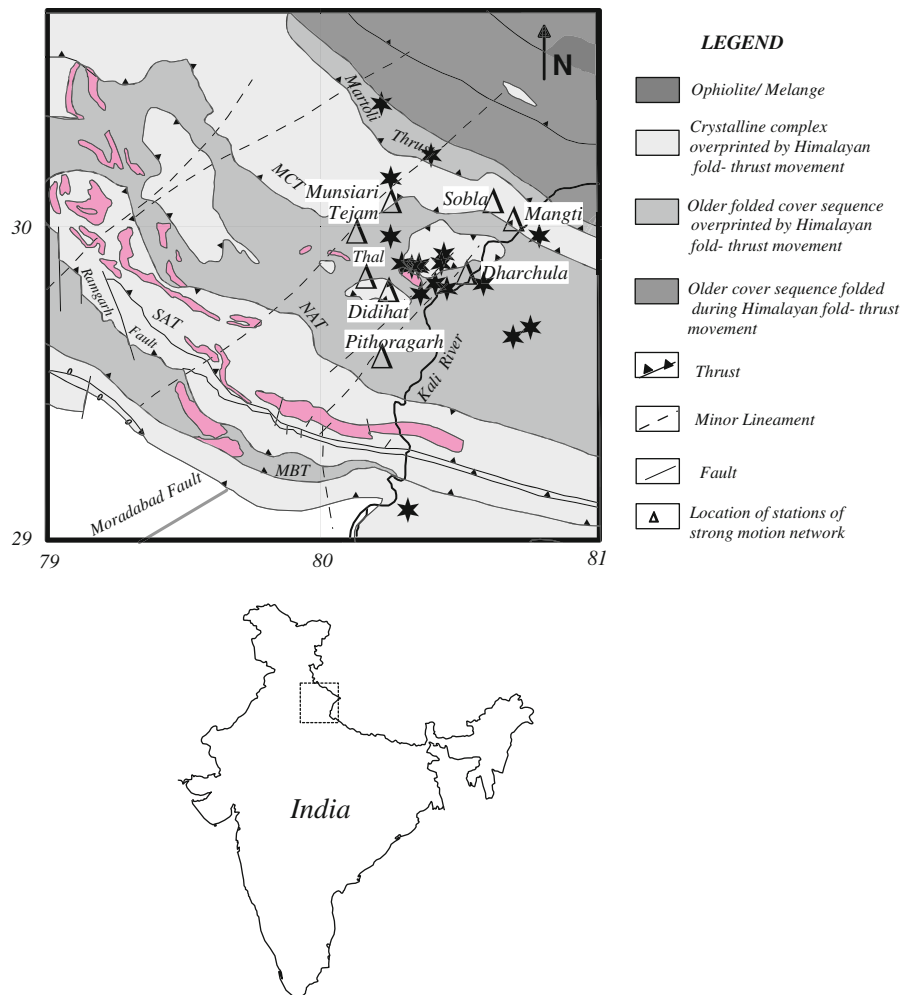 N
Martoli
Thrust
MCT
Munsiari
Sobla
Tejam
Mangti
30
Thal
Dharchula
Didihat
Ramgarh
Fault
SAT
NAT
Pithoragarh
Kali River
MBT
Moradabad Fault
29
79
80
81
LEGEND
Ophiolite/ Melange
Crystalline complex
overprinted by Himalayan
fold- thrust movement
Older folded cover sequence
overprinted by Himalayan
fold- thrust movement
Older cover sequence folded
during Himalayan fold- thrust
movement
Thrust
Minor Lineament
Fault
Location of stations of
strong motion network
India